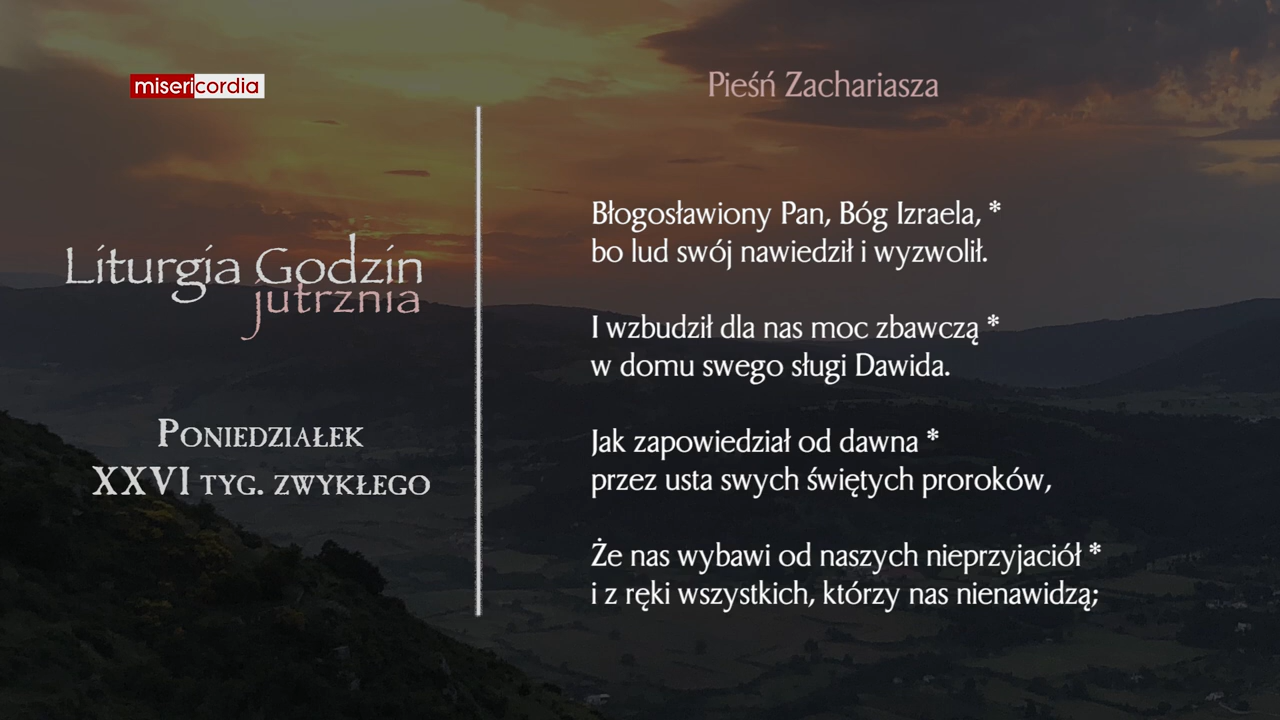 misericordia
Liturgia Godzin
jutrznia
Poniedziałek
XXVI tyg. zwykłego
Pieśń Zachariasza
Błogosławiony Pan, Bóg Izraela, *
bo lud swój nawiedził i wyzwolił.
I wzbudził dla nas moc zbawczą *
w domu swego sługi Dawida.
Jak zapowiedział od dawna *
przez usta swych świętych proroków,
Że nas wybawi od naszych nieprzyjaciół *
i z ręki wszystkich, którzy nas nienawidzą;